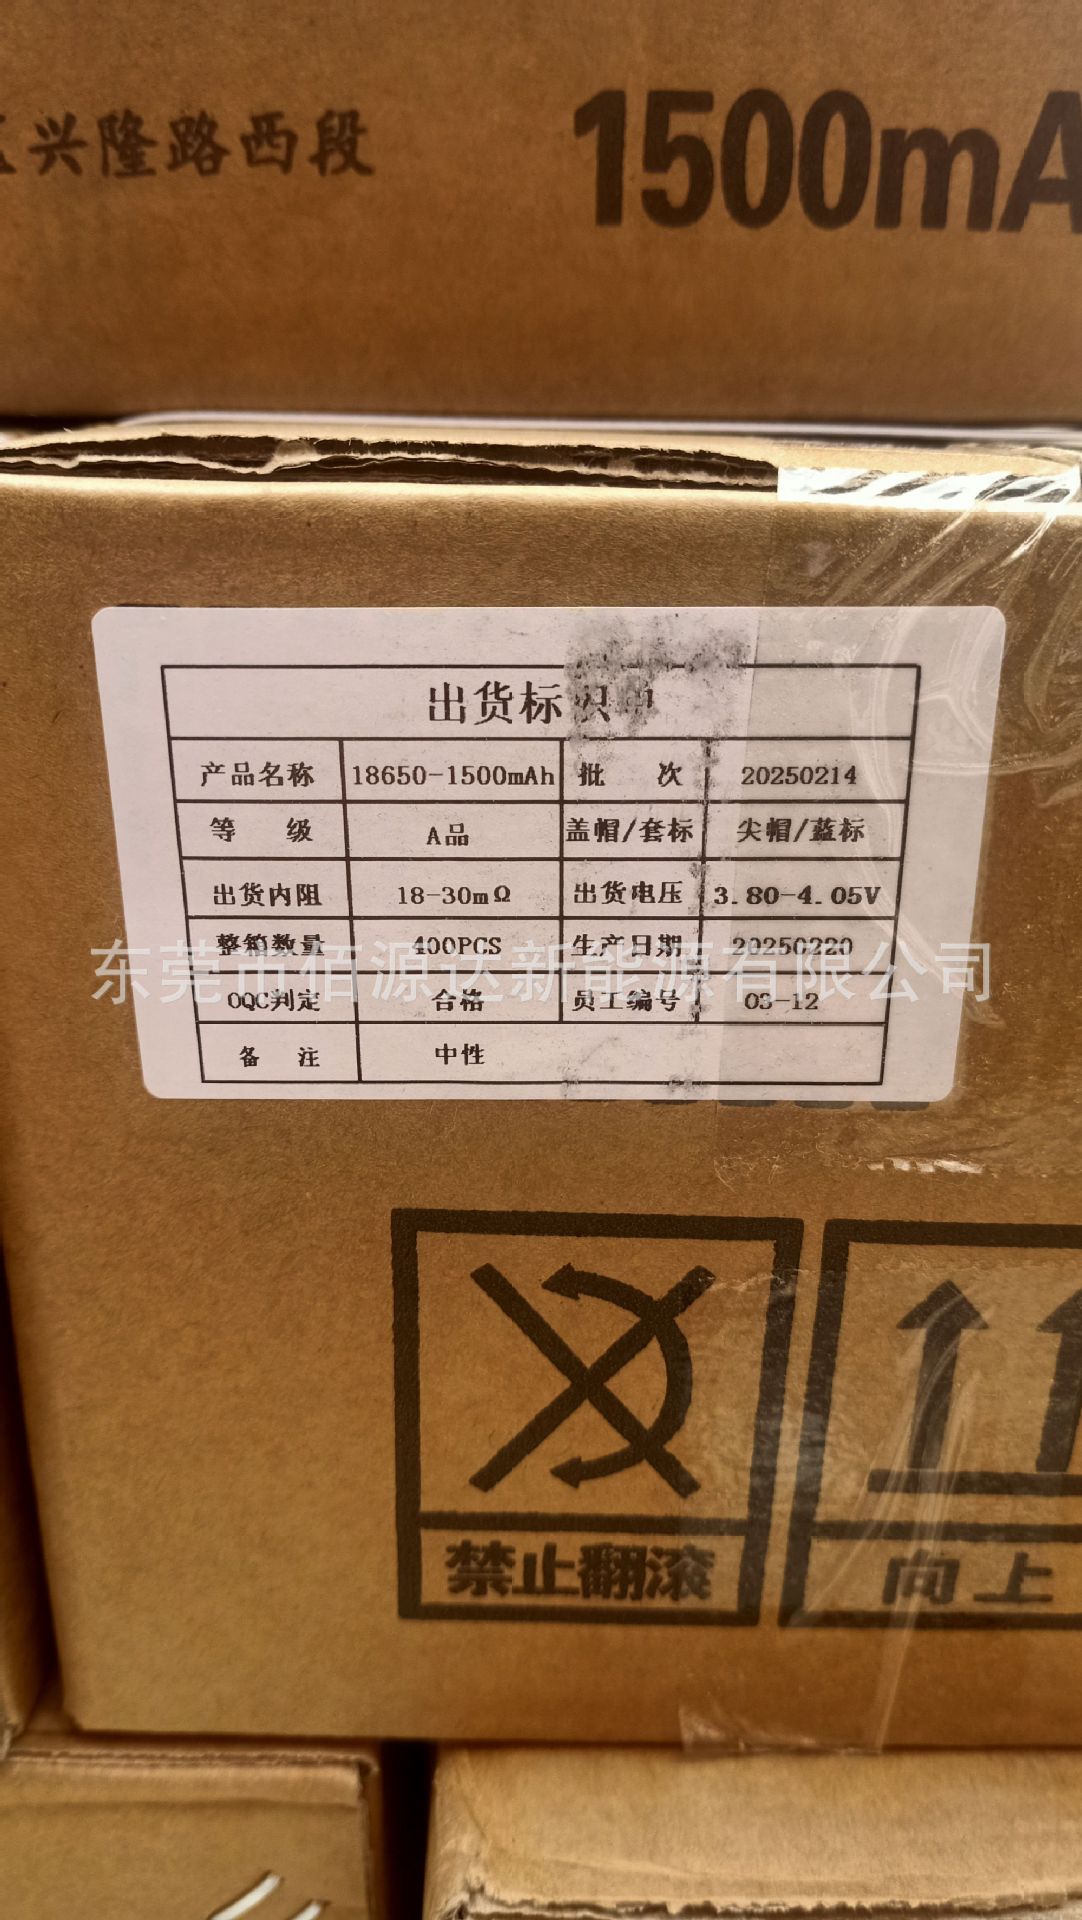 兴隆路西段 1500mA
出货标识单
产品名称 18650-1500mAh 批 次 20250214
等 级 A品 盖帽/套标 尖帽/蓝标
出货内阻 18-30mΩ 出货电压 3.80-4.05V
整箱数量 400PCS 生产日期 20250220
东莞市佰源达新能源有限公司
OQC判定 合格 员工编号 03-12
备 注 中性
禁止翻滚 向上